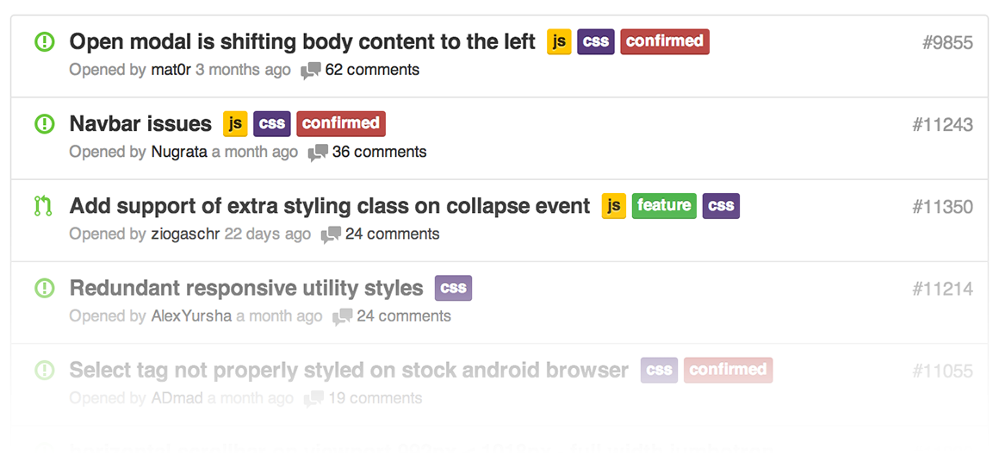 Open modal is shifting body content to the left js css confirmed #9855
Opened by mat0r 3 months ago 62 comments
Navbar issues js css confirmed #11243
Opened by Nugrata a month ago 36 comments
Add support of extra styling class on collapse event js feature css #11350
Opened by ziogaschr 22 days ago 24 comments
Redundant responsive utility styles css #11214
Opened by AlexYursha a month ago 24 comments
Select tag not properly styled on stock android browser css confirmed #11055
Opened by ADmad a month ago 19 comments